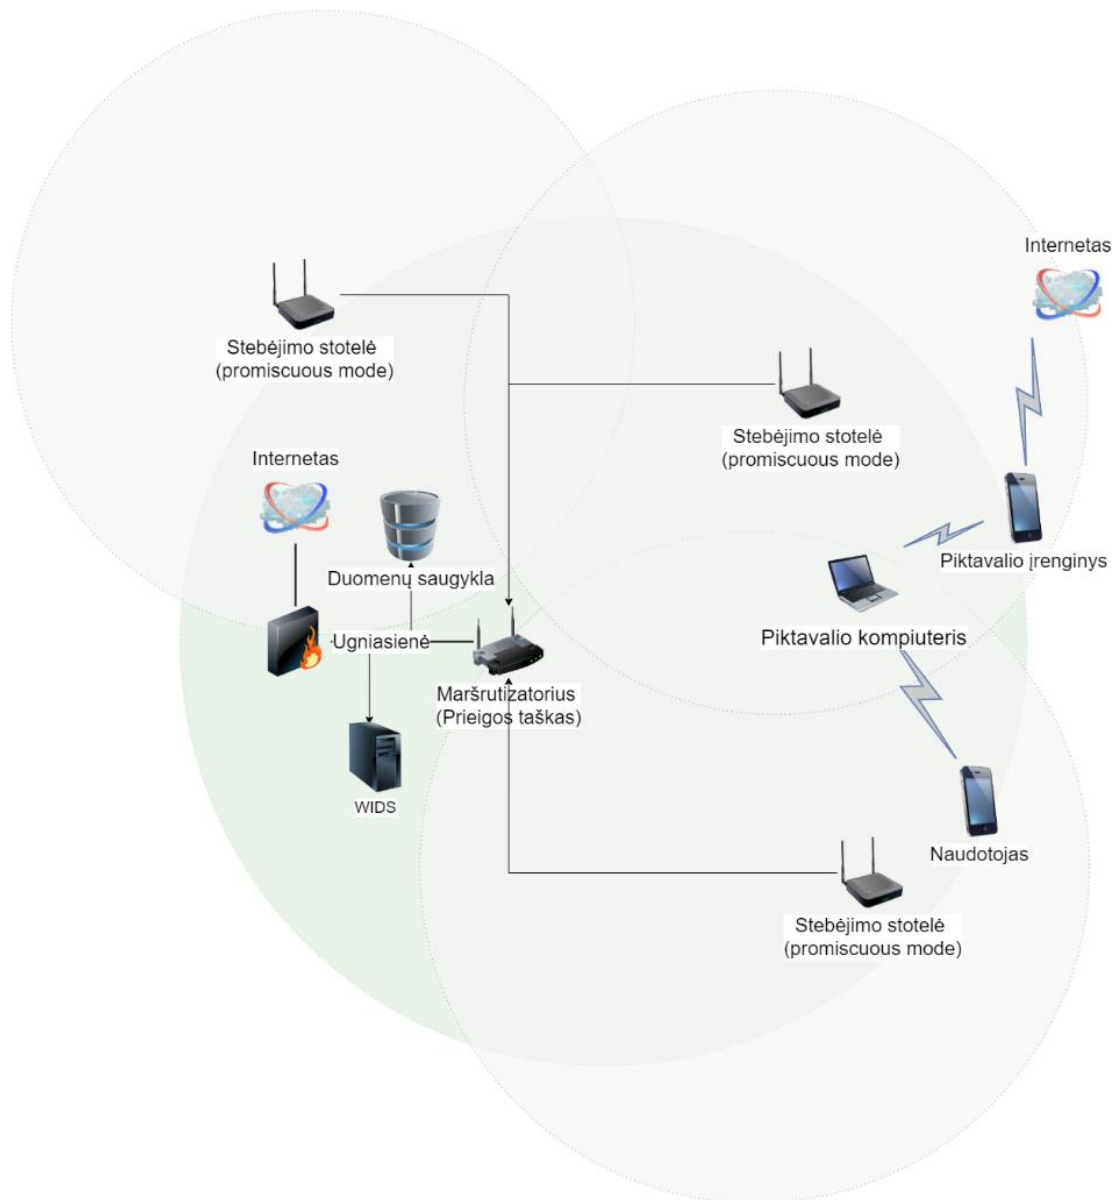 Internetas
Stebėjimo stotelė
(promiscuous mode)
Stebėjimo stotelė
(promiscuous mode)
Internetas
Piktavalio įrenginys
Duomenų saugykla
Piktavalio kompiuteris
Ugniasienė
Maršrutizatorius
(Prieigos taškas)
WIDS
Naudotojas
Stebėjimo stotelė
(promiscuous mode)